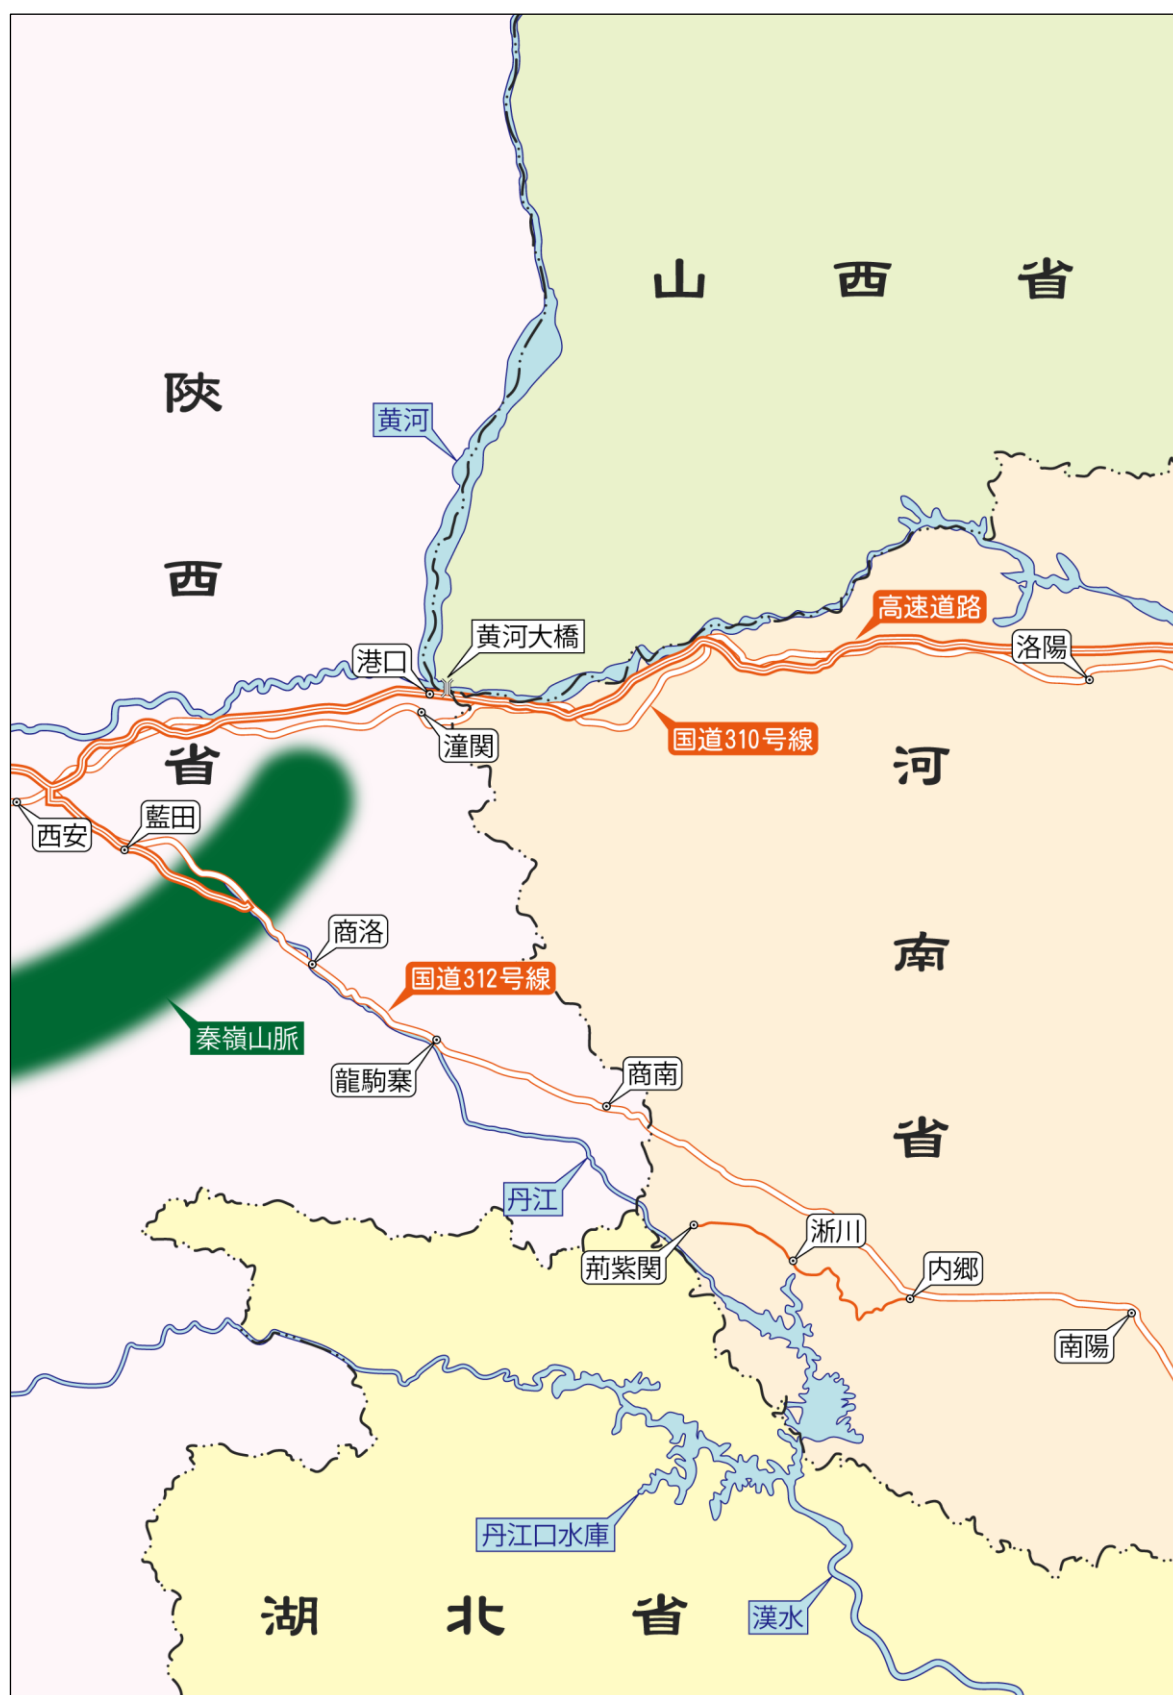 山西省
陝西省
黄河
高速道路
黄河大橋
港口
洛陽
潼関
国道310号線
河南省
藍田
西安
商洛
国道312号線
秦嶺山脈
龍駒寨
商南
丹江
淅川
荊紫関
内郷
南陽
丹江口水庫
漢水
湖北省